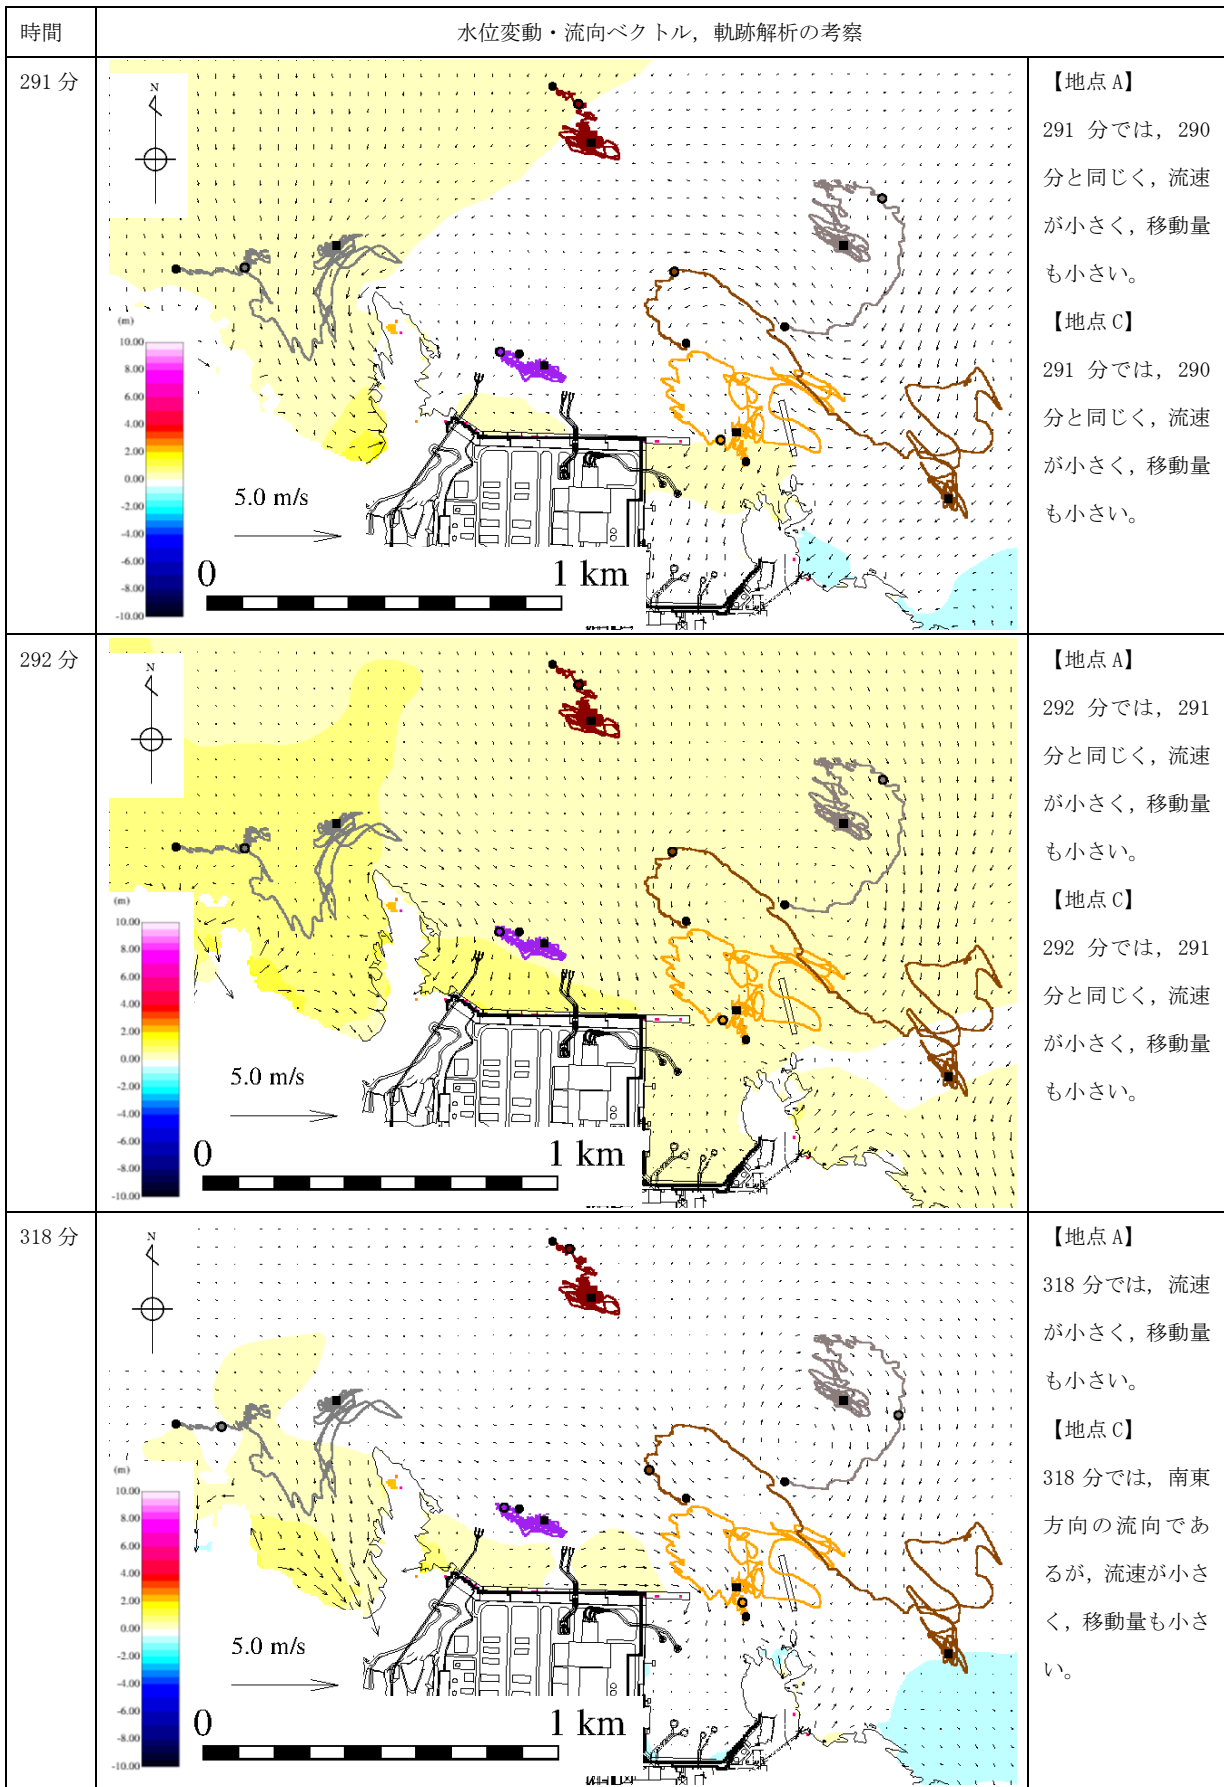 時間
水位変動・流向ベクトル，軌跡解析の考察
291 分
N
(m)
10.00
8.00
6.00
4.00
2.00
0.00
-2.00
-4.00
-6.00
-8.00
-10.00
5.0 m/s
0
1 km
【地点 A】
291 分では，290
分と同じく，流速
が小さく，移動量
も小さい。
【地点 C】
291 分では，290
分と同じく，流速
が小さく，移動量
も小さい。
292 分
N
(m)
10.00
8.00
6.00
4.00
2.00
0.00
-2.00
-4.00
-6.00
-8.00
-10.00
5.0 m/s
0
1 km
【地点 A】
292 分では，291
分と同じく，流速
が小さく，移動量
も小さい。
【地点 C】
292 分では，291
分と同じく，流速
が小さく，移動量
も小さい。
318 分
N
(m)
10.00
8.00
6.00
4.00
2.00
0.00
-2.00
-4.00
-6.00
-8.00
-10.00
5.0 m/s
0
1 km
【地点 A】
318 分では，流速
が小さく，移動量
も小さい。
【地点 C】
318 分では，南東
方向の流向であ
るが，流速が小さ
く，移動量も小さ
い。